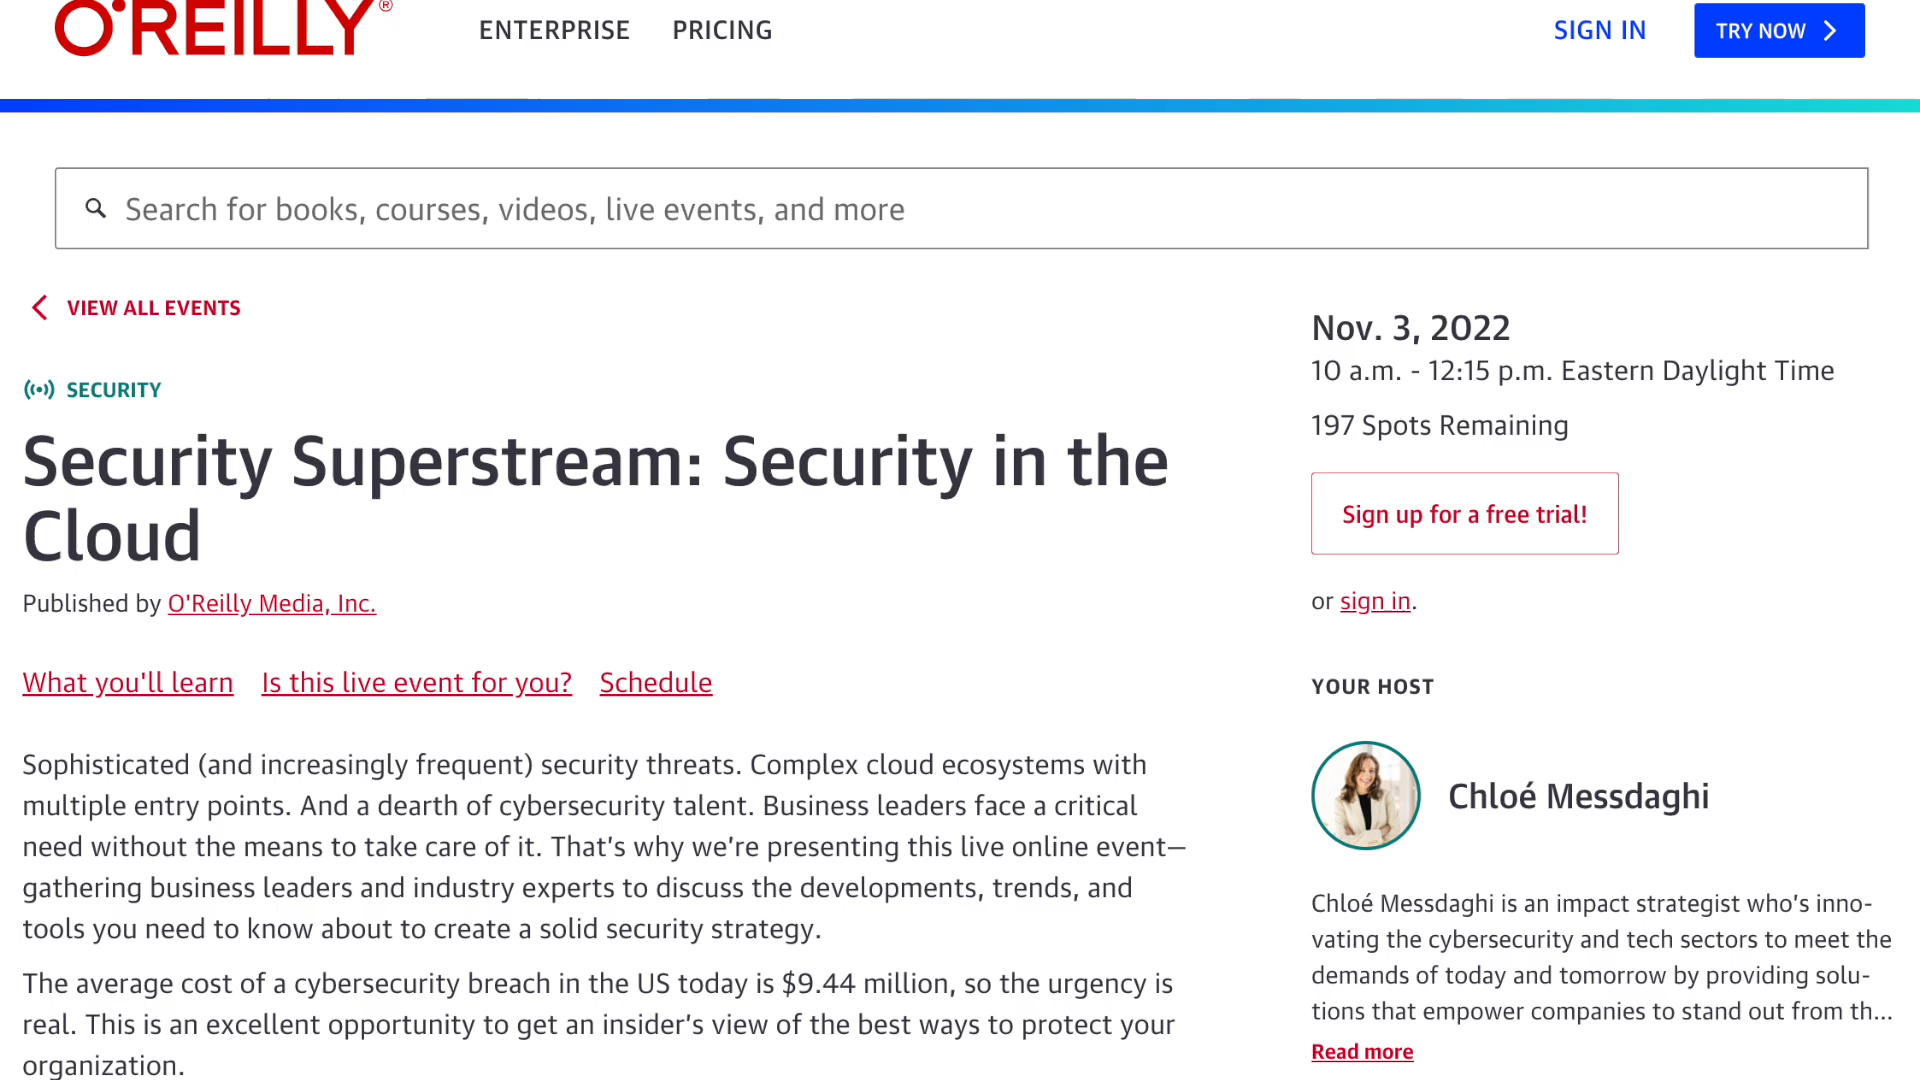 O'REILLY®
ENTERPRISE PRICING
SIGN IN
TRY NOW
Search for books, courses, videos, live events, and more
VIEW ALL EVENTS
SECURITY
Security Superstream: Security in the
Cloud
Published by O'Reilly Media, Inc.
What you'll learn Is this live event for you? Schedule
Sophisticated (and increasingly frequent) security threats. Complex cloud ecosystems with
multiple entry points. And a dearth of cybersecurity talent. Business leaders face a critical
need without the means to take care of it. That’s why we’re presenting this live online event—
gathering business leaders and industry experts to discuss the developments, trends, and
tools you need to know about to create a solid security strategy.
The average cost of a cybersecurity breach in the US today is $9.44 million, so the urgency is
real. This is an excellent opportunity to get an insider’s view of the best ways to protect your
organization.
Nov. 3, 2022
10 a.m. - 12:15 p.m. Eastern Daylight Time
197 Spots Remaining
Sign up for a free trial!
or sign in.
YOUR HOST
Chloé Messdaghi
Chloé Messdaghi is an impact strategist who’s inno-
vating the cybersecurity and tech sectors to meet the
demands of today and tomorrow by providing solu-
tions that empower companies to stand out from th...
Read more